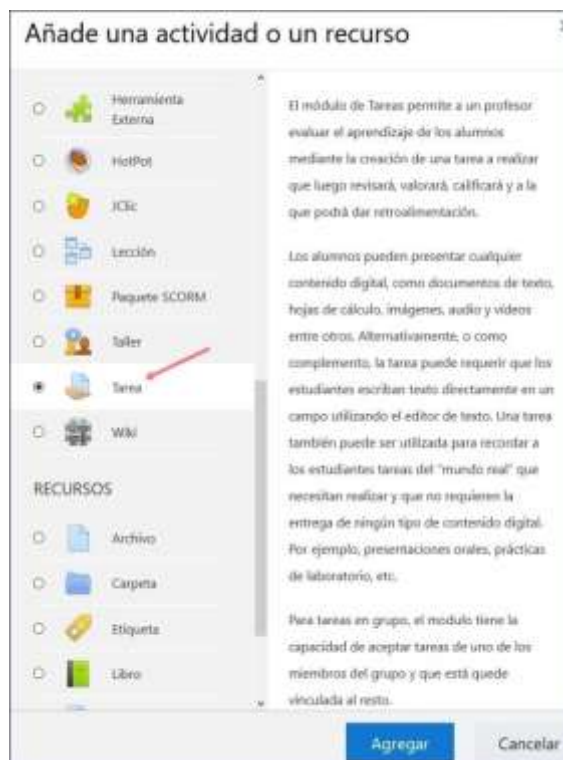 Añade una actividad o un recurso
Herramienta
Externa
HotPot
JClic
Lección
Paquete SCORM
Taller
Tarea
Wiki
RECURSOS
Archivo
Carpeta
Etiqueta
Libro
El módulo de Tareas permite a un profesor
evaluar el aprendizaje de los alumnos
mediante la creación de una tarea a realizar
que luego revisará, valorará, calificará y a la
que podrá dar retroalimentación.
Los alumnos pueden presentar cualquier
contenido digital, como documentos de texto,
hojas de cálculo, imágenes, audio y vídeos
entre otros. Alternativamente, o como
complemento, la tarea puede requerir que los
estudiantes escriban texto directamente en un
campo utilizando el editor de texto. Una tarea
también puede ser utilizada para recordar a
los estudiantes tareas del "mundo real" que
necesitan realizar y que no requieren la
entrega de ningún tipo de contenido digital.
Por ejemplo, presentaciones orales, prácticas
de laboratorio, etc.
Para tareas en grupo, el modulo tiene la
capacidad de aceptar tareas de uno de los
miembros del grupo y que está quede
vinculada al resto.
Agregar
Cancelar